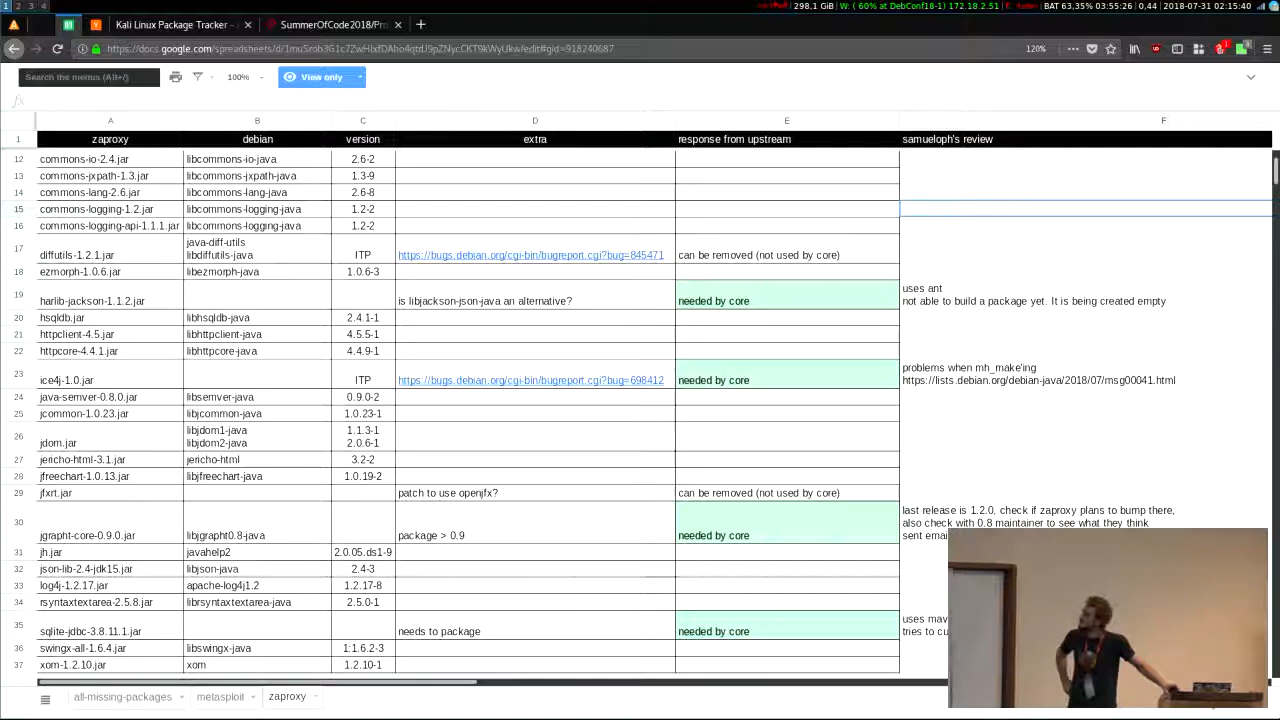 1 2 3 4
298,1 GiB W: ( 60% at DebConf18-1) 172.18.2.51 BAT 63,35% 03:55:26 0,44 2018-07-31 02:15:40
Kali Linux Package Tracker - × SummerOfCode2018/Pr ×
https://docs.google.com/spreadsheets/d/ 120%
Search the menus (Alt+/) 100% View only
fx
A B C D E F
1 zaproxy debian version extra response from upstream samueloph's review
12 commons-io-2.4.jar libcommons-io-java 2.6-2
13 commons-jxpath-1.3.jar libcommons-jxpath-java 1.3-9
14 commons-lang-2.6.jar libcommons-lang-java 2.6-8
15 commons-logging-1.2.jar libcommons-logging-java 1.2-2
16 commons-logging-api-1.1.1.jar libcommons-logging-java 1.2-2
java-diff-utils
17 diffutils-1.2.1.jar libdiffutils-java ITP https://bugs.debian.org/cgi-bin/bugreport.cgi?bug=845471 can be removed (not used by core)
18 ezmorph-1.0.6.jar libezmorph-java 1.0.6-3
uses ant
19 harlib-jackson-1.1.2.jar is libjackson-json-java an alternative? needed by core not able to build a package yet. It is being created empty
20 hsqldb.jar libhsqldb-java 2.4.1-1
21 httpclient-4.5.jar libhttpclient-java 4.5.5-1
22 httpcore-4.4.1.jar libhttpcore-java 4.4.9-1
problems when mh_make'ing
23 ice4j-1.0.jar ITP https://bugs.debian.org/cgi-bin/bugreport.cgi?bug=698412 needed by core https://lists.debian.org/debian-java/2018/07/msg00041.html
24 java-semver-0.8.0.jar libsemver-java 0.9.0-2
25 jcommon-1.0.23.jar libjcommon-java 1.0.23-1
libjdom1-java 1.1.3-1
26 jdom.jar libjdom2-java 2.0.6-1
27 jericho-html-3.1.jar jericho-html 3.2-2
28 jfreechart-1.0.13.jar libjfreechart-java 1.0.19-2
29 jfxrt.jar patch to use openjfx? can be removed (not used by core)
last release is 1.2.0, check if zaproxy plans to bump there,
also check with 0.8 maintainer to see what they think
30 jgrapht-core-0.9.0.jar libjgrapht0.8-java package > 0.9 needed by core sent emai
31 jh.jar javahelp2 2.0.05.ds1-9
32 json-lib-2.4-jdk15.jar libjson-java 2.4-3
33 log4j-1.2.17.jar apache-log4j1.2 1.2.17-8
34 rsyntaxtextarea-2.5.8.jar librsyntaxtextarea-java 2.5.0-1
uses mav
35 sqlite-jdbc-3.8.11.1.jar needs to package needed by core tries to cu
36 swingx-all-1.6.4.jar libswingx-java 1:1.6.2-3
37 xom-1.2.10.jar xom 1.2.10-1
all-missing-packages metasploit zaproxy